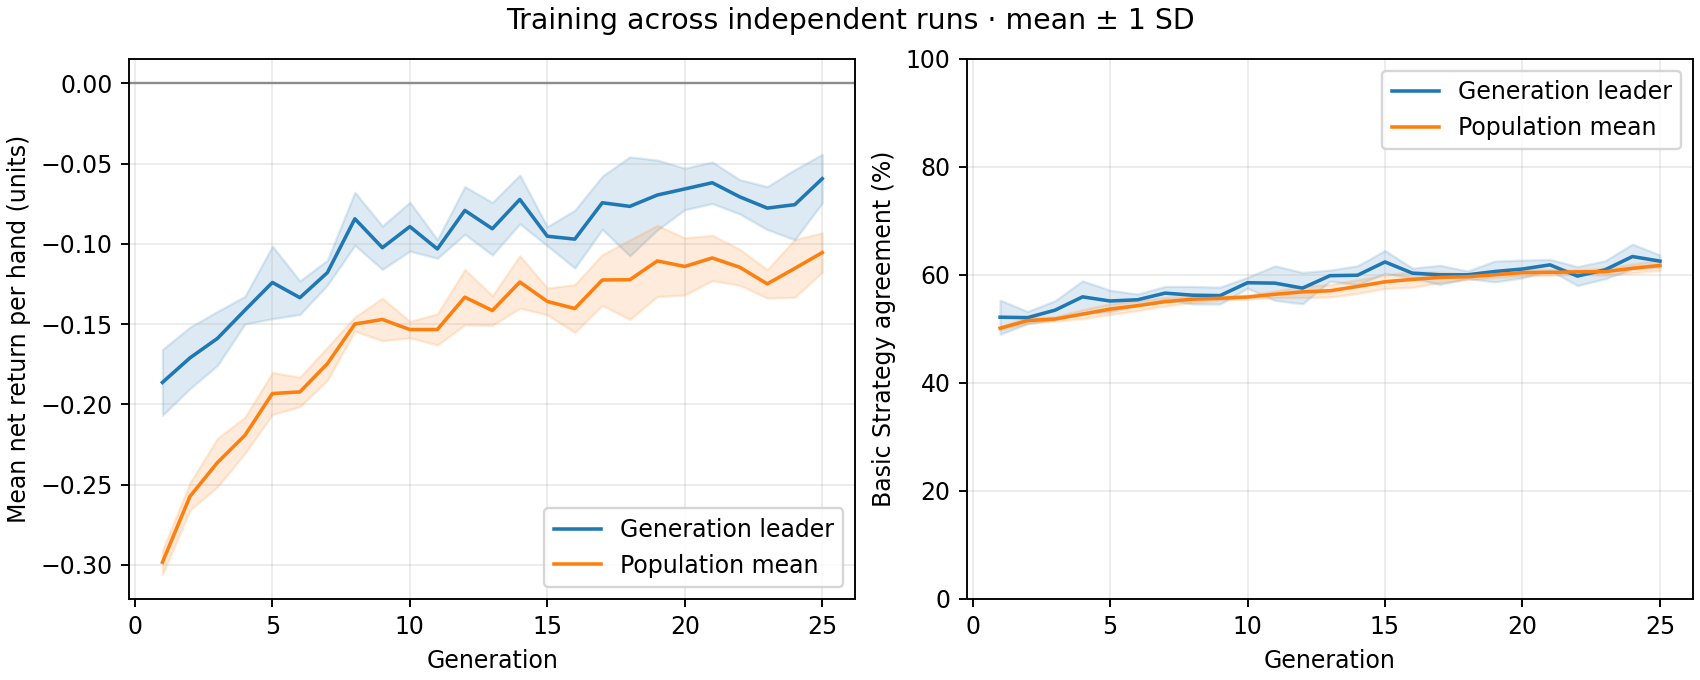 Training across independent runs · mean ± 1 SD
Mean net return per hand (units)
0.00
−0.05
−0.10
−0.15
−0.20
−0.25
−0.30
0 5 10 15 20 25
Generation
Generation leader
Population mean
Basic Strategy agreement (%)
100
80
60
40
20
0
0 5 10 15 20 25
Generation
Generation leader
Population mean